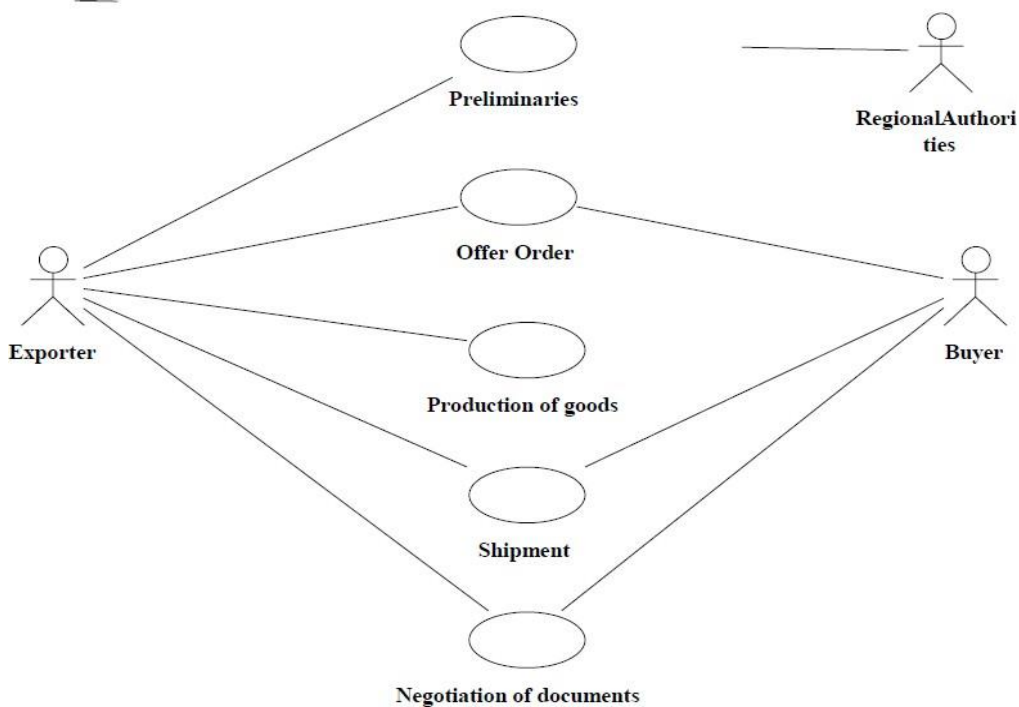 Preliminaries
RegionalAuthori
ties
Offer Order
Exporter
Buyer
Production of goods
Shipment
Negotiation of documents